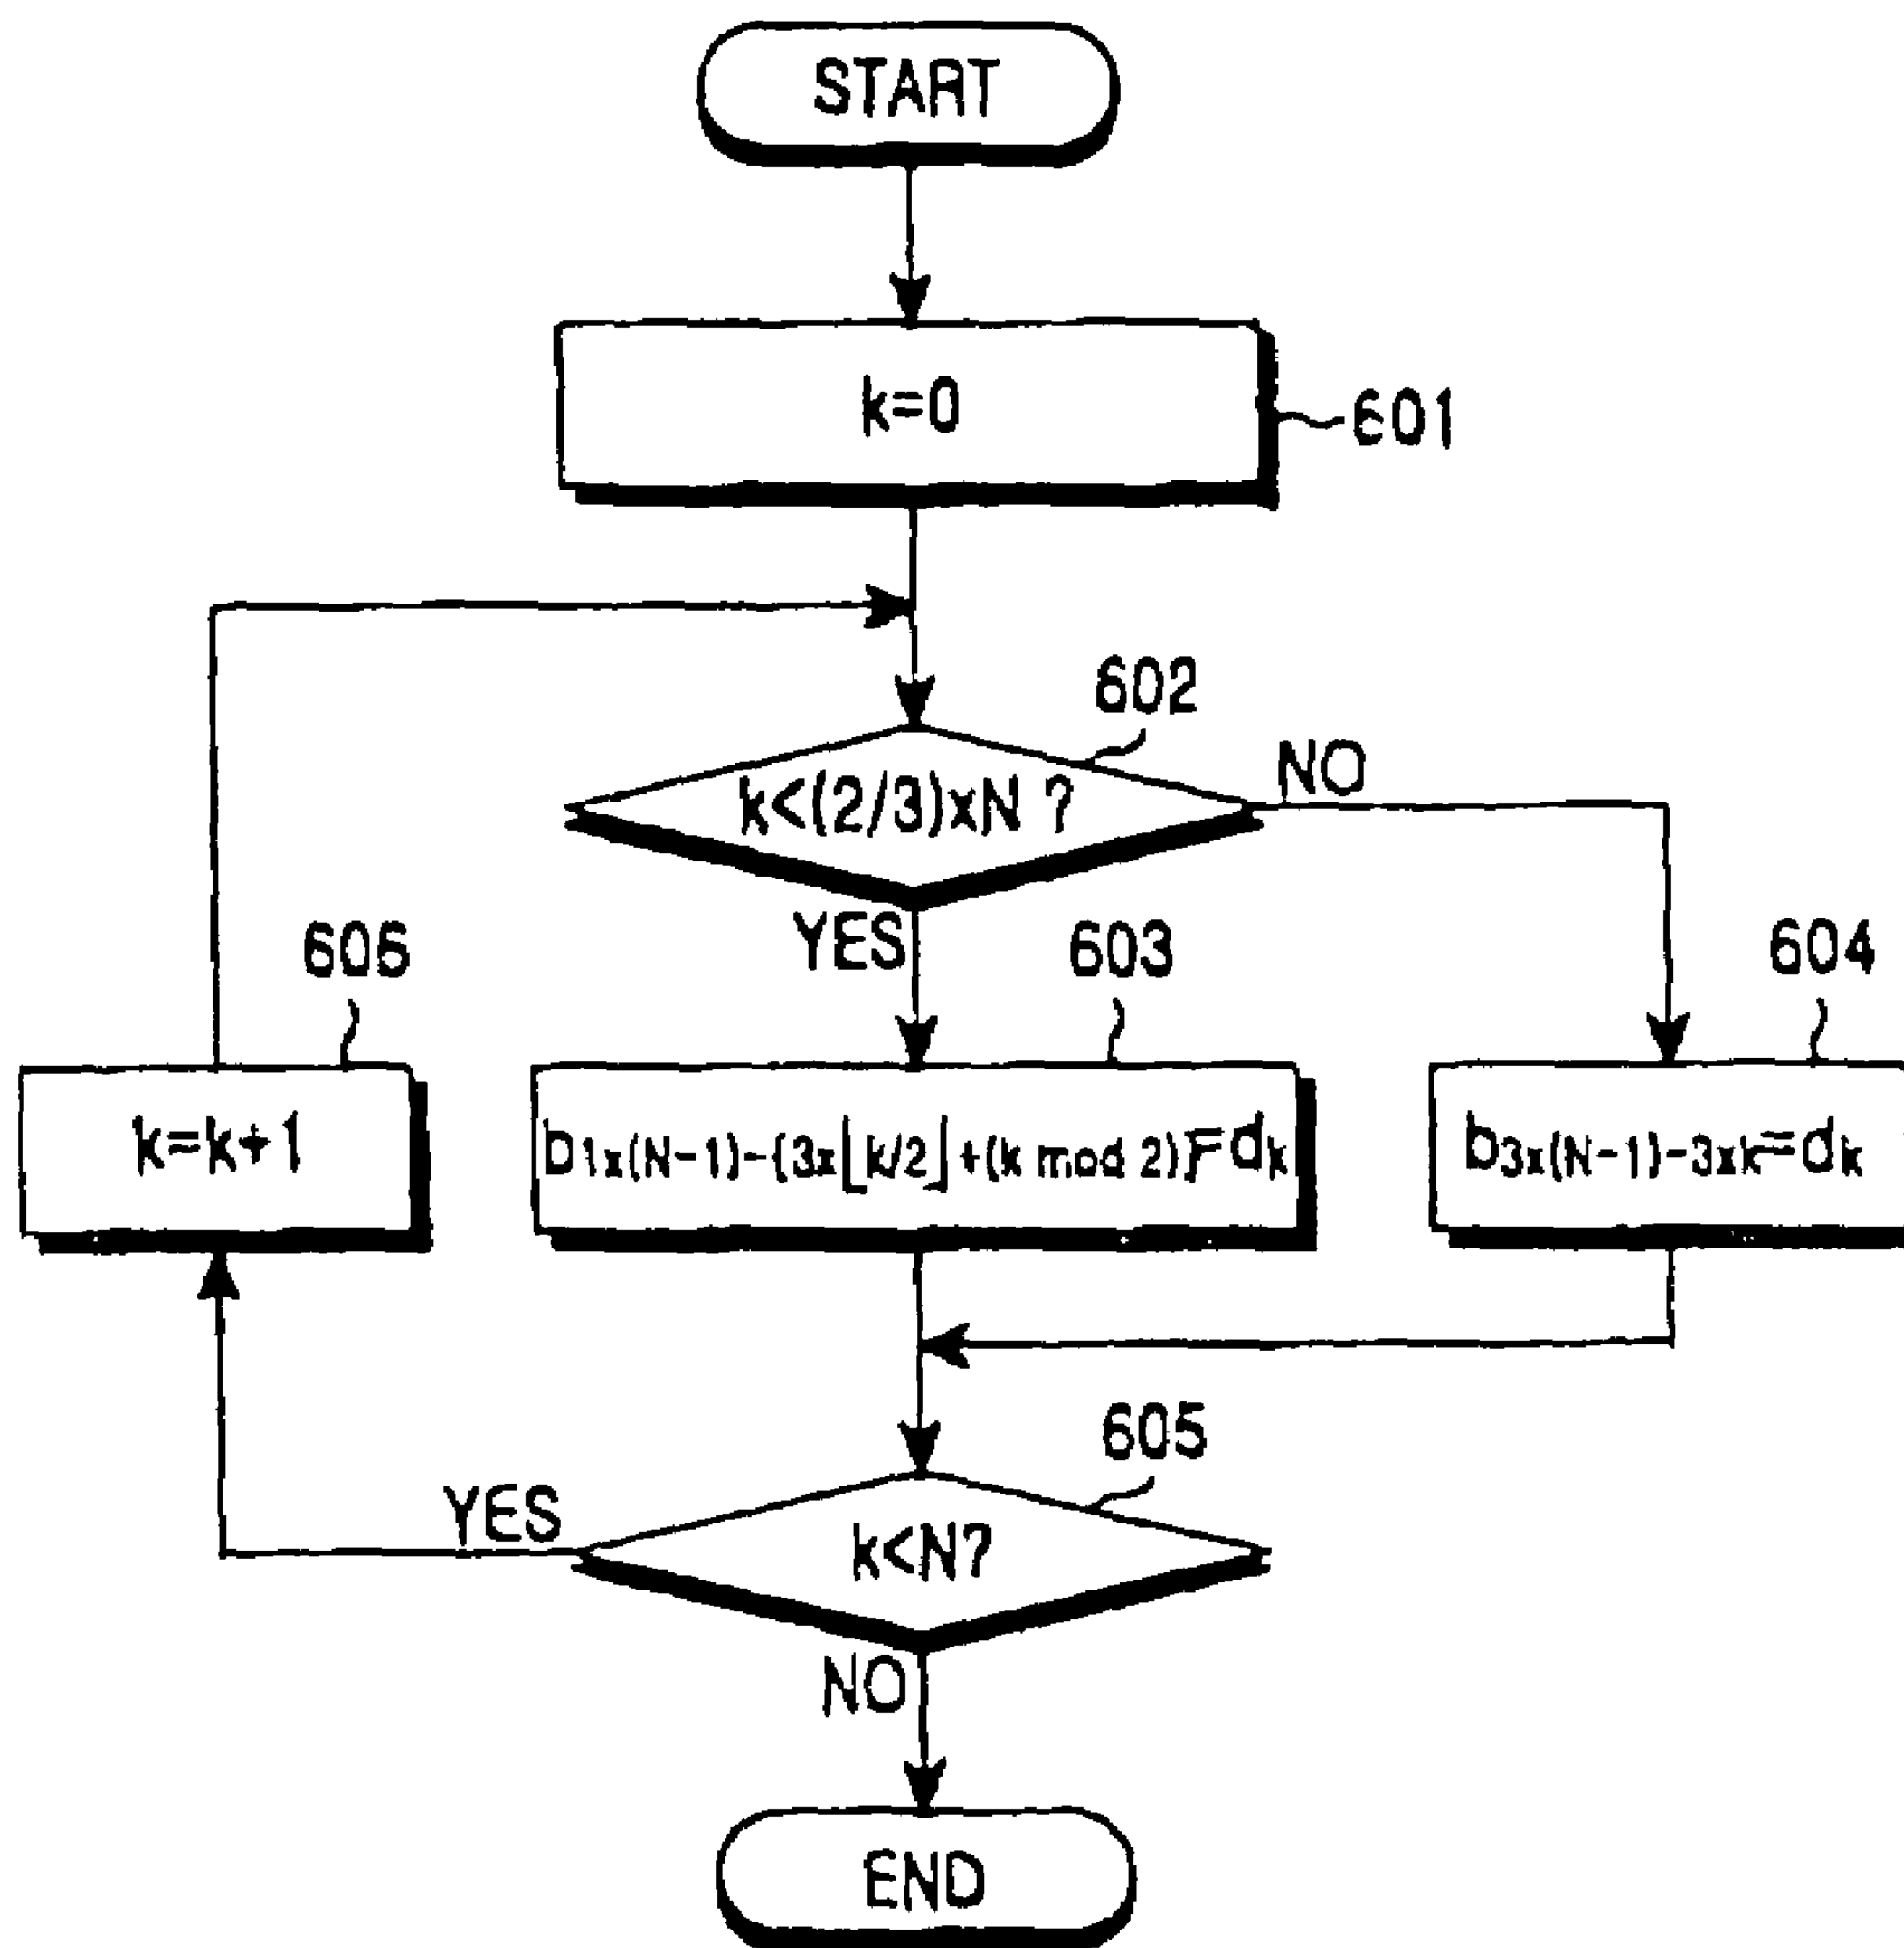 START
k=0
601
602
k<(2/3)xN ?
NO
YES
606
603
604
k=k+1
b1x(N-1)-(3x⌊k/2⌋+(k mod 2))=dk
b3x(N-1)-3xk=dk
605
YES
k<N?
NO
END